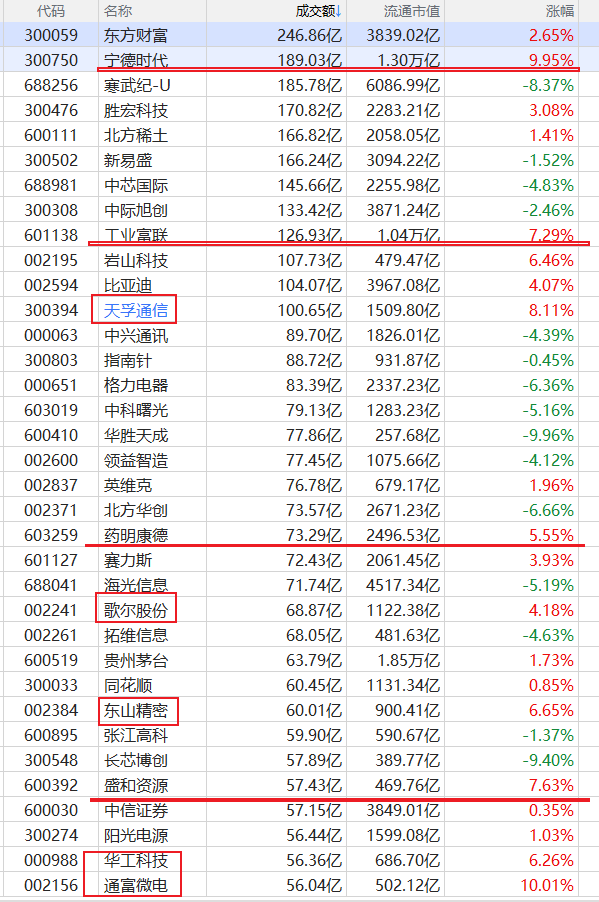 代码 名称 成交额↓ 流通市值 涨幅
300059 东方财富 246.86亿 3839.02亿 2.65%
300750 宁德时代 189.03亿 1.30万亿 9.95%
688256 寒武纪-U 185.78亿 6086.99亿 -8.37%
300476 胜宏科技 170.82亿 2283.21亿 3.08%
600111 北方稀土 166.82亿 2058.05亿 1.41%
300502 新易盛 166.24亿 3094.22亿 -1.52%
688981 中芯国际 145.66亿 2255.98亿 -4.83%
300308 中际旭创 133.42亿 3871.24亿 -2.46%
601138 工业富联 126.93亿 1.04万亿 7.29%
002195 岩山科技 107.73亿 479.47亿 6.46%
002594 比亚迪 104.07亿 3967.08亿 4.07%
300394 天孚通信 100.65亿 1509.80亿 8.11%
000063 中兴通讯 89.70亿 1826.01亿 -4.39%
300803 指南针 88.72亿 931.87亿 -0.45%
000651 格力电器 83.39亿 2337.23亿 -6.36%
603019 中科曙光 79.13亿 1283.23亿 -5.16%
600410 华胜天成 77.86亿 257.68亿 -9.96%
002600 领益智造 77.45亿 1075.66亿 -4.12%
002837 英维克 76.78亿 679.17亿 1.96%
002371 北方华创 73.57亿 2671.23亿 -6.66%
603259 药明康德 73.29亿 2496.53亿 5.55%
601127 赛力斯 72.43亿 2061.45亿 3.93%
688041 海光信息 71.74亿 4517.34亿 -5.19%
002241 歌尔股份 68.87亿 1122.38亿 4.18%
002261 拓维信息 68.05亿 481.63亿 -4.63%
600519 贵州茅台 63.79亿 1.85万亿 1.73%
300033 同花顺 60.45亿 1131.34亿 0.85%
002384 东山精密 60.01亿 900.41亿 6.65%
600895 张江高科 59.90亿 590.67亿 -1.37%
300548 长芯博创 57.89亿 389.77亿 -9.40%
600392 盛和资源 57.43亿 469.76亿 7.63%
600030 中信证券 57.15亿 3849.01亿 0.35%
300274 阳光电源 56.44亿 1599.08亿 1.03%
000988 华工科技 56.36亿 686.70亿 6.26%
002156 通富微电 56.04亿 502.12亿 10.01%